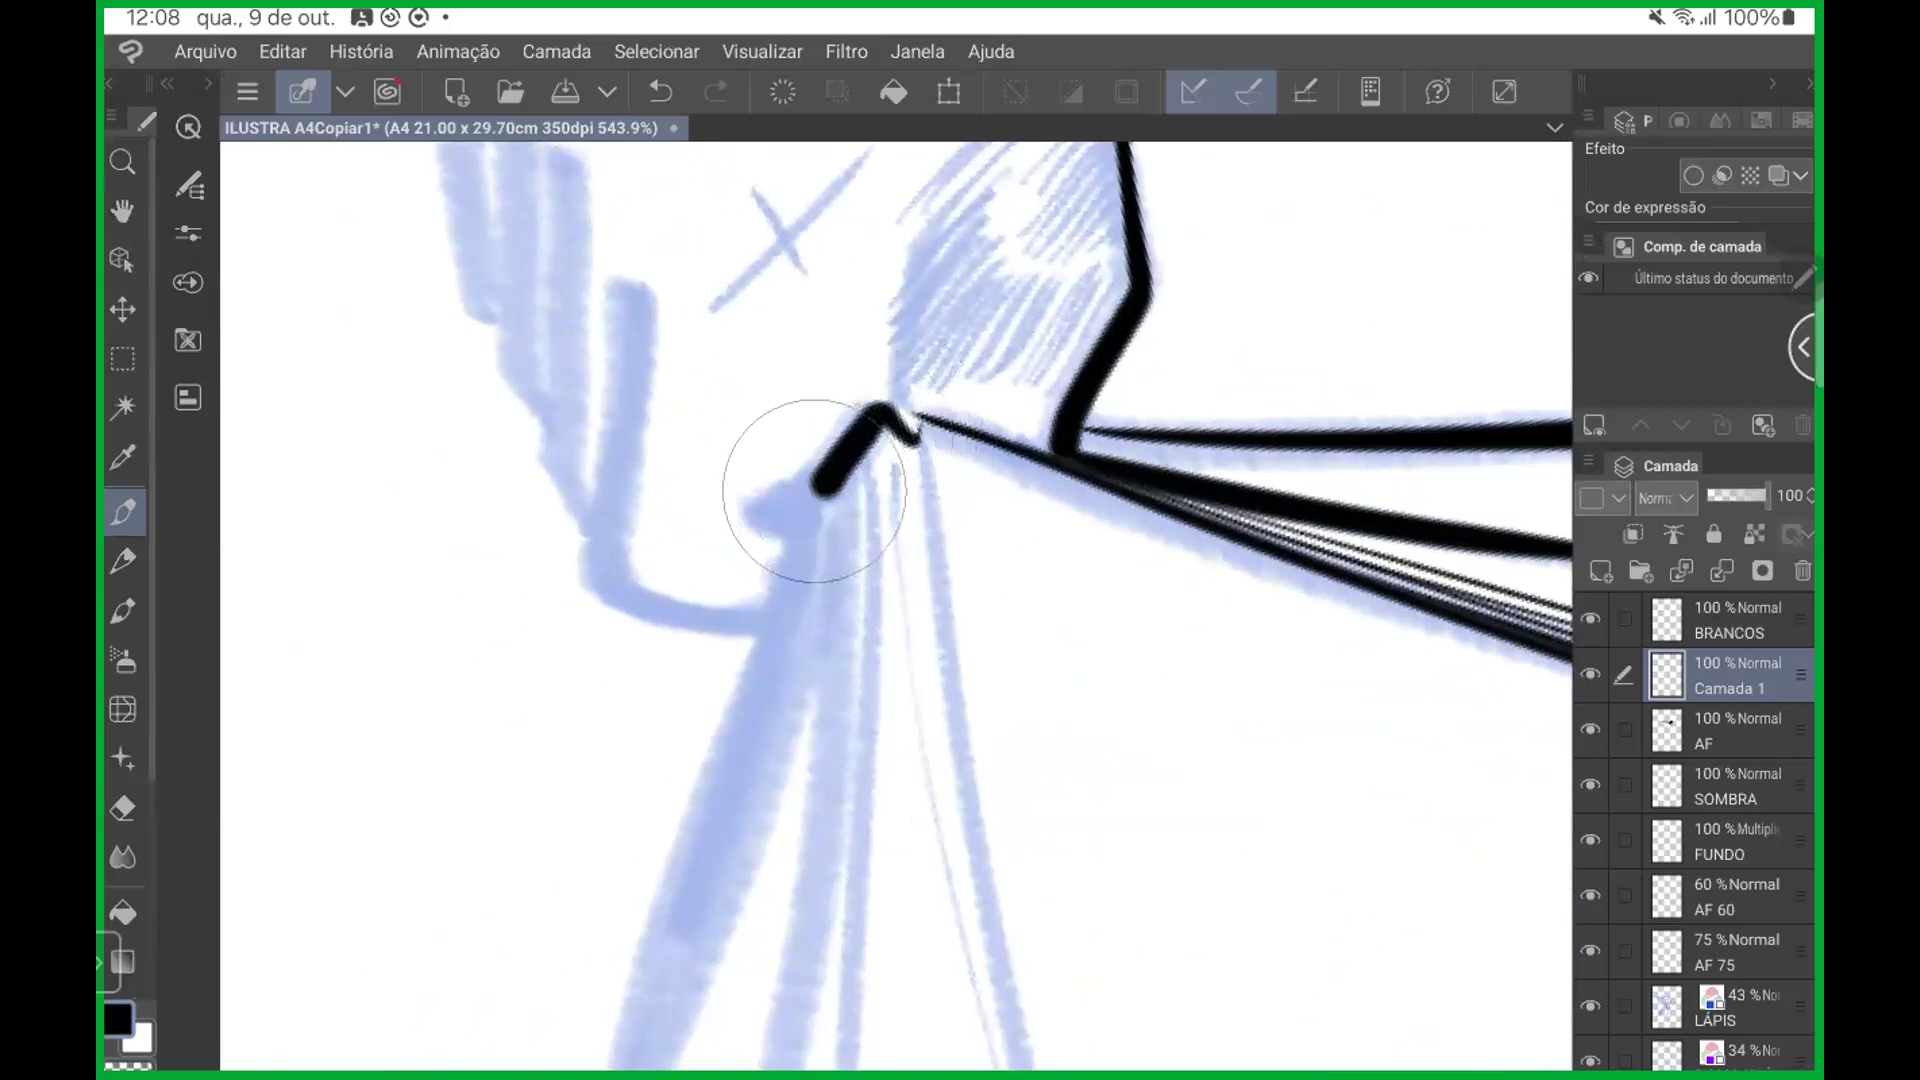 12:08 qua., 9 de out.
100%
Arquivo Editar História Animação Camada Selecionar Visualizar Filtro Janela Ajuda
ILUSTRA A4Copiar1* (A4 21.00 x 29.70cm 350dpi 543.9%)
P
Efeito
Cor de expressão
Comp. de camada
Último status do documento
Camada
Norm 100
100 % Normal
BRANCOS
100 % Normal
Camada 1
100 % Normal
AF
100 % Normal
SOMBRA
100 % Multipli
FUNDO
60 % Normal
AF 60
75 % Normal
AF 75
43 % No
LÁPIS
34 % No